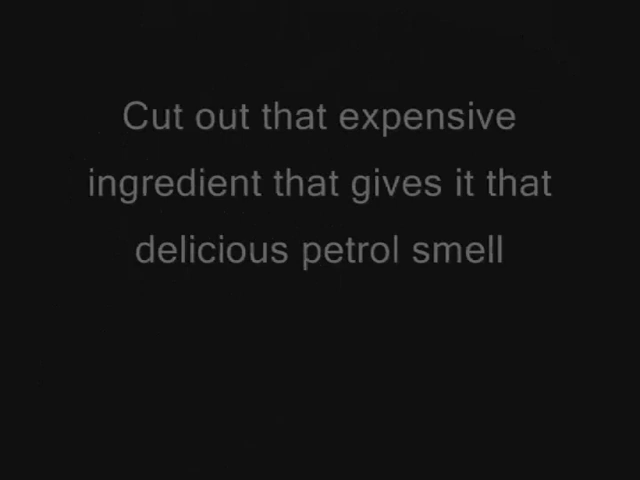 Cut out that expensive
ingredient that gives it that
delicious petrol smell